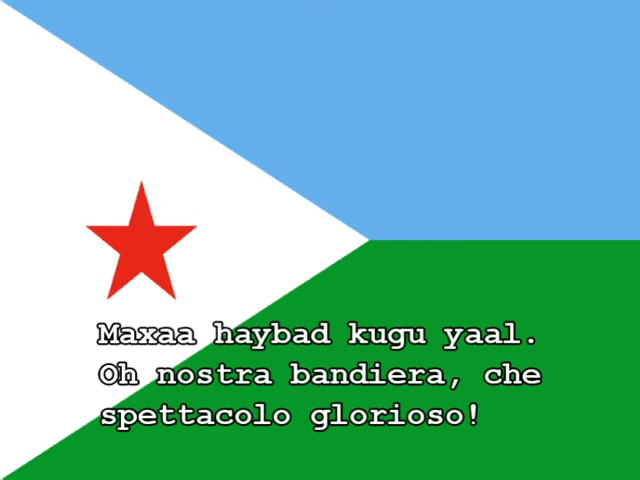 Maxaa haybad kugu yaal.
Oh nostra bandiera, che
spettacolo glorioso!